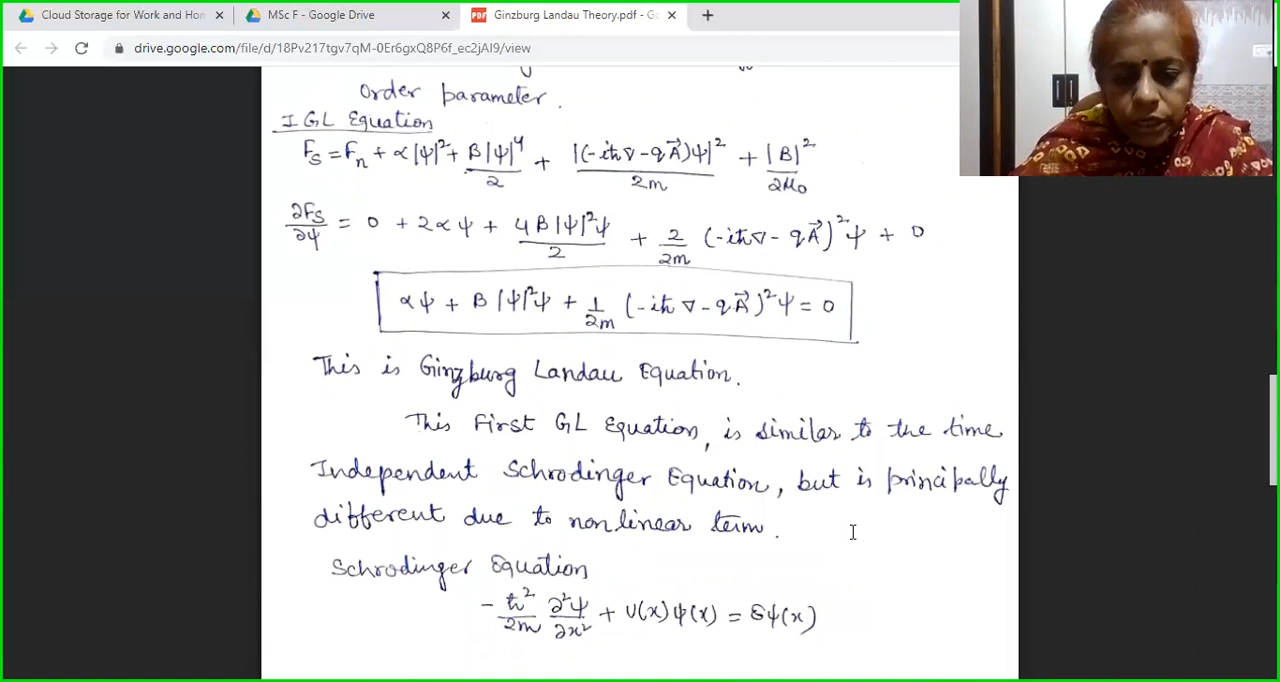 Cloud Storage for Work and Hon
MSc F - Google Drive
PDF Ginzburg Landau Theory.pdf - Go
drive.google.com/file/d/18Pv217tgv7qM-0Er6gxQ8P6f_ec2jAI9/view
Order parameter.
I GL Equation
Fs = Fn + α|ψ|² + β|ψ|⁴/2 + |(-iħ∇ - qA⃗)ψ|²/2m + |B|²/2μ₀
∂Fs/∂ψ = 0 + 2αψ + 4β|ψ|²ψ/2 + 2/2m (-iħ∇ - qA⃗)²ψ + 0
αψ + β|ψ|²ψ + 1/2m (-iħ∇ - qA⃗)²ψ = 0
This is Ginzburg Landau Equation.
This First GL Equation, is similar to the time
Independent Schrodinger Equation, but is principally
different due to nonlinear term.
Schrodinger Equation
-ħ²/2m ∂²ψ/∂x² + U(x)ψ(x) = Eψ(x)